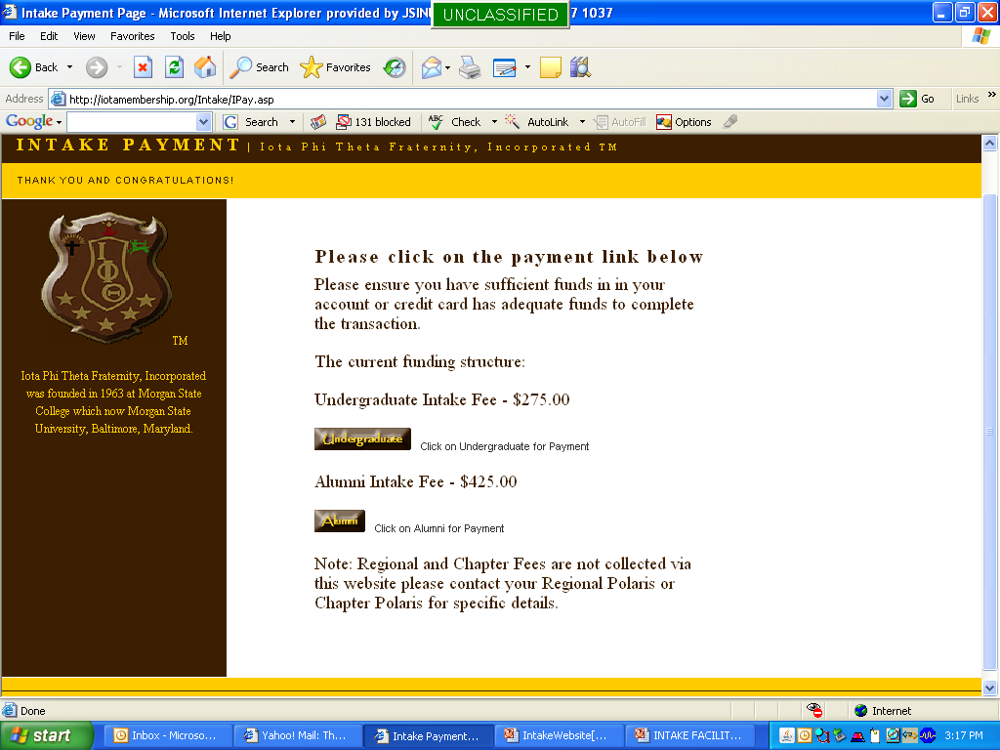 Intake Payment Page - Microsoft Internet Explorer provided by JSIN
UNCLASSIFIED
7 1037
File Edit View Favorites Tools Help
Back Search Favorites
Address http://iotamembership.org/Intake/IPay.asp Go Links »
Google Search 131 blocked ABC Check AutoLink AutoFill Options
INTAKE PAYMENT | Iota Phi Theta Fraternity, Incorporated TM
THANK YOU AND CONGRATULATIONS!
Ι
Φ
Θ
TM
Iota Phi Theta Fraternity, Incorporated
was founded in 1963 at Morgan State
College which now Morgan State
University, Baltimore, Maryland.
Please click on the payment link below
Please ensure you have sufficient funds in in your
account or credit card has adequate funds to complete
the transaction.
The current funding structure:
Undergraduate Intake Fee - $275.00
Undergraduate Click on Undergraduate for Payment
Alumni Intake Fee - $425.00
Alumni Click on Alumni for Payment
Note: Regional and Chapter Fees are not collected via
this website please contact your Regional Polaris or
Chapter Polaris for specific details.
Done Internet
start Inbox - Microso... Yahoo! Mail: Th... Intake Payment... IntakeWebsite[... INTAKE FACILIT... 3:17 PM